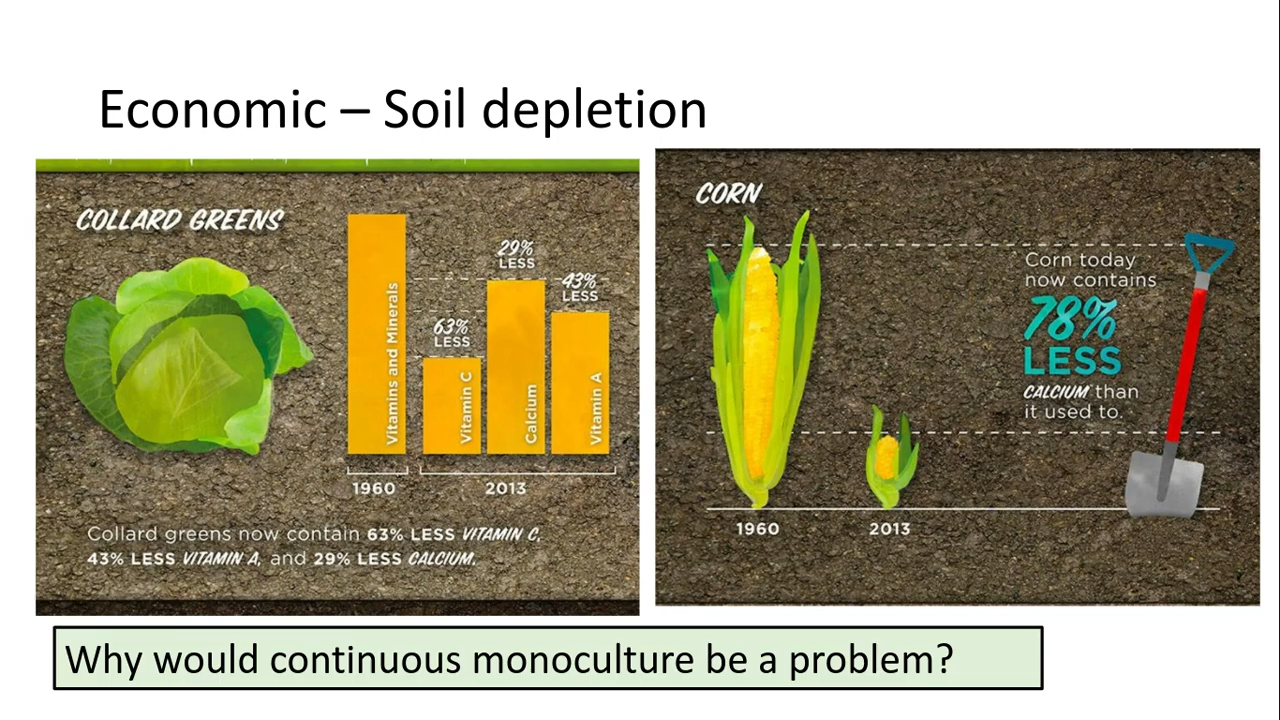 Economic – Soil depletion
COLLARD GREENS
Vitamins and Minerals
63%
LESS
Vitamin C
29%
LESS
Calcium
43%
LESS
Vitamin A
1960
2013
Collard greens now contain 63% LESS VITAMIN C,
43% LESS VITAMIN A, and 29% LESS CALCIUM.
CORN
Corn today
now contains
78%
LESS
CALCIUM than
it used to.
1960
2013
Why would continuous monoculture be a problem?